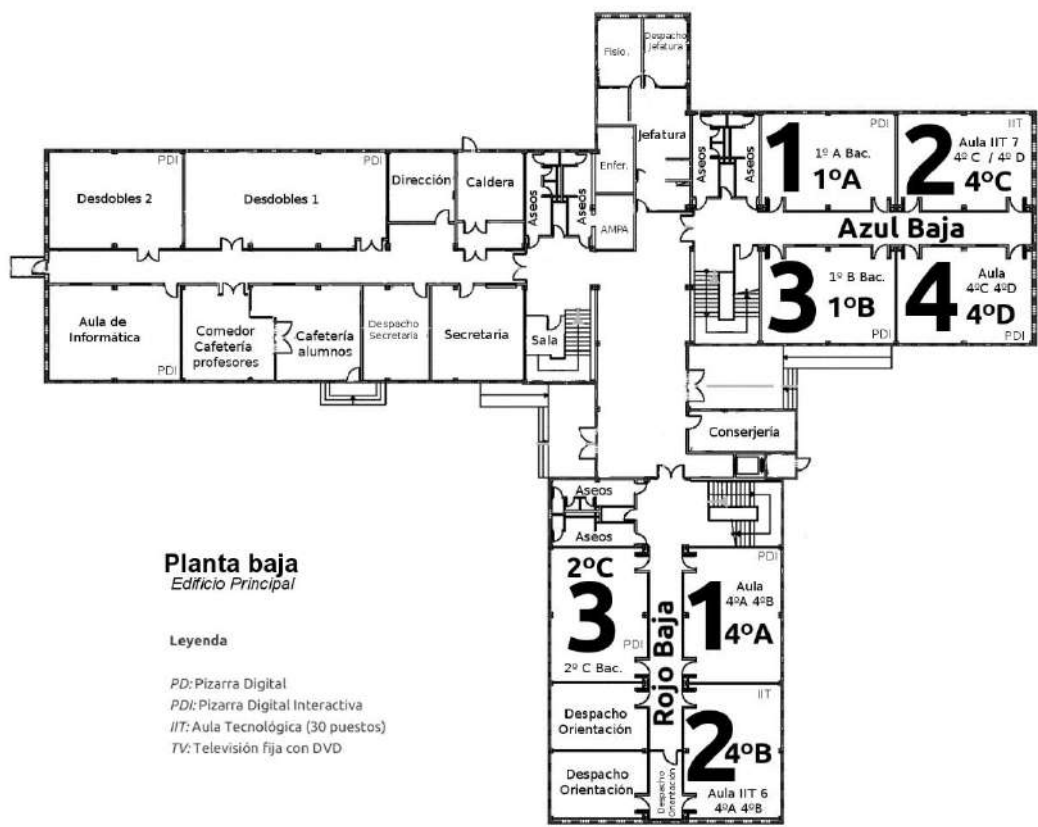 Fisio.
Despacho
Jefatura
Jefatura
Enfer.
AMPA
Aseos
Aseos
PDI
1
1º A Bac.
1ºA
IIT
2
Aula IIT 7
4º C / 4º D
4ºC
Azul Baja
3
1º B Bac.
1ºB
PDI
4
Aula
4ºC 4ºD
4ºD
PDI
PDI
Desdobles 2
PDI
Desdobles 1
Dirección
Caldera
Aseos
Aseos
Aula de
Informática
PDI
Comedor
Cafetería
profesores
Cafetería
alumnos
Despacho
Secretaria
Secretaria
Sala
Conserjería
Aseos
Aseos
2ºC
3
PDI
2º C Bac.
Rojo Baja
PDI
1
Aula
4ºA 4ºB
4ºA
IIT
2
4ºB
Aula IIT 6
4ºA 4ºB
Despacho
Orientación
Despacho
Orientación
Despacho
Orientación
Planta baja
Edificio Principal
Leyenda
PD: Pizarra Digital
PDI: Pizarra Digital Interactiva
IIT: Aula Tecnológica (30 puestos)
TV: Televisión fija con DVD